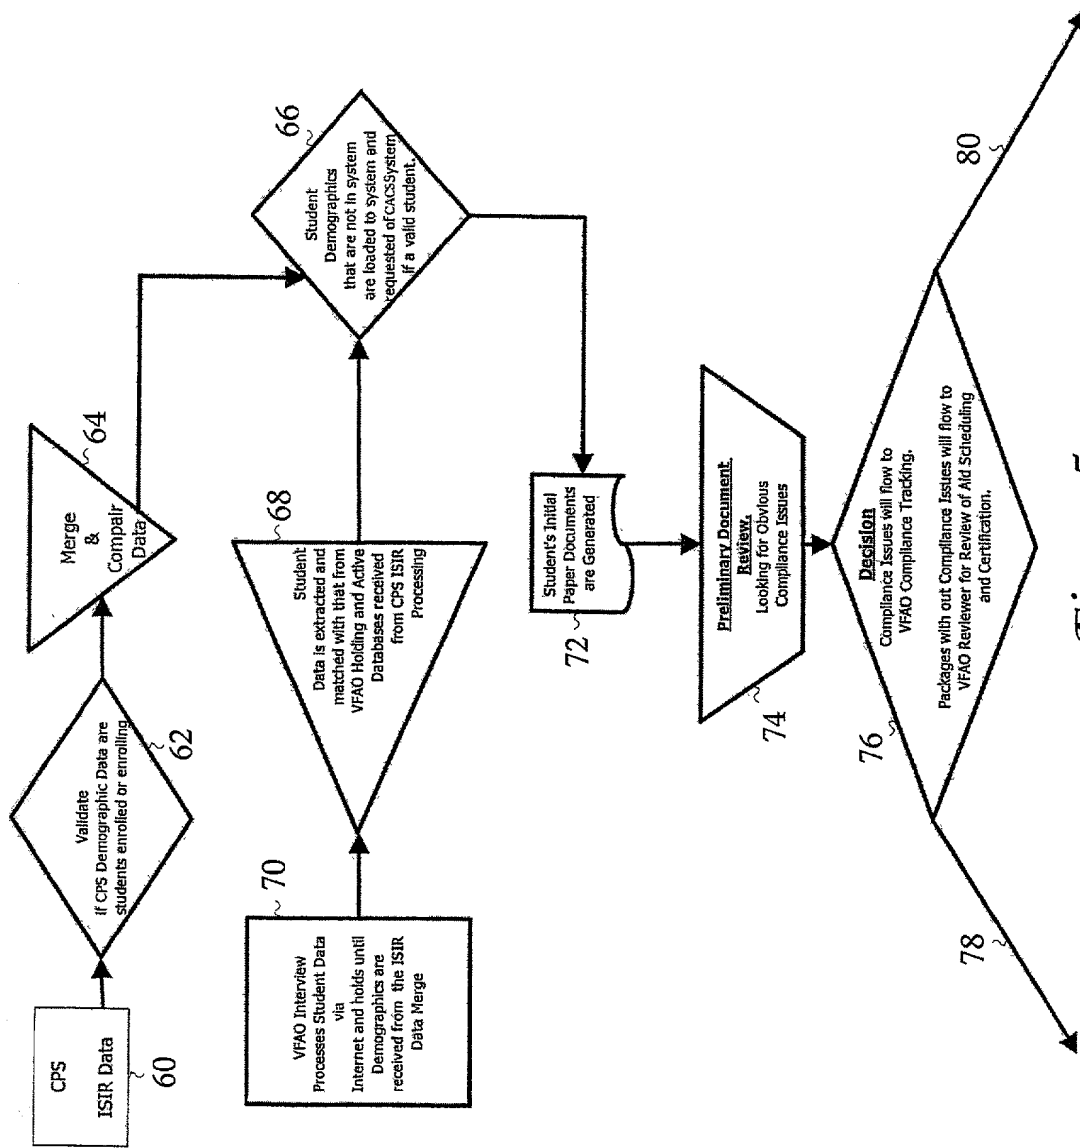 CPS
ISIR Data
60
Validate
If CPS Demographic Data are
students enrolled or enrolling
62
Merge
&
Compair
Data
64
Student
Demographics
that are not in system
are loaded to system and
requested of CACSSystem
if a valid student.
66
VFAO Interview
Processes Student Data
via
Internet and holds until
Demographics are
received from the ISIR
Data Merge
70
Student
Data is extracted and
matched with that from
VFAO Holding and Active
Databases received
from CPS ISIR
Processing
68
Student's Initial
Paper Documents
are Generated
72
Preliminary Document
Review.
Looking for Obvious
Compliance Issues
74
Decision
Compliance Issues will flow to
VFAO Compliance Tracking.
Packages with out Compliance Issues will flow to
VFAO Reviewer for Review of Aid Scheduling
and Certification.
76
78
80